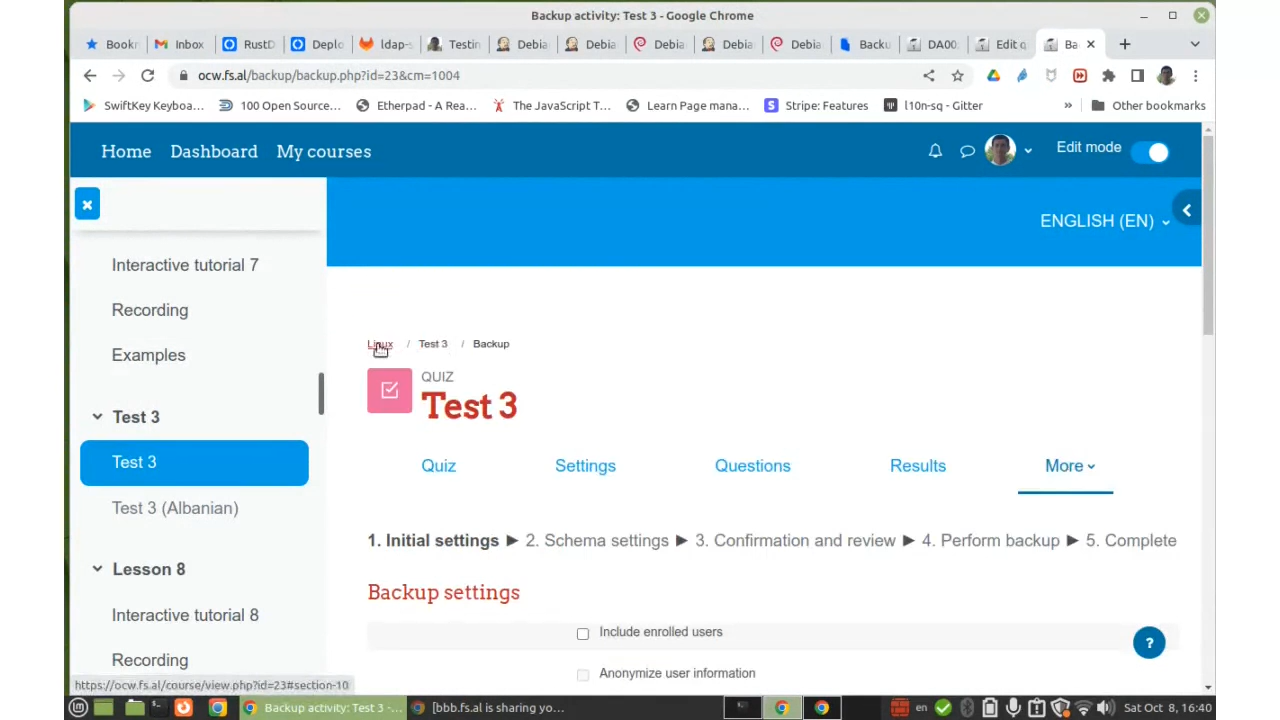 Backup activity: Test 3 - Google Chrome
Bookr Inbox RustD Deplo ldap-s Testin Debia Debia Debia Debia Debia Backu DA00 Edit q Ba
ocw.fs.al/backup/backup.php?id=23&cm=1004
SwiftKey Keyboa... 100 Open Source... Etherpad - A Rea... The JavaScript T... Learn Page mana... Stripe: Features l10n-sq - Gitter » Other bookmarks
Home Dashboard My courses Edit mode
ENGLISH (EN)
Interactive tutorial 7
Recording
Examples
Test 3
Test 3
Test 3 (Albanian)
Lesson 8
Interactive tutorial 8
Recording
Linux / Test 3 / Backup
QUIZ
Test 3
Quiz Settings Questions Results More
1. Initial settings ► 2. Schema settings ► 3. Confirmation and review ► 4. Perform backup ► 5. Complete
Backup settings
Include enrolled users
Anonymize user information
?
https://ocw.fs.al/course/view.php?id=23#section-10
Backup activity: Test 3 -... [bbb.fs.al is sharing yo... en Sat Oct 8, 16:40